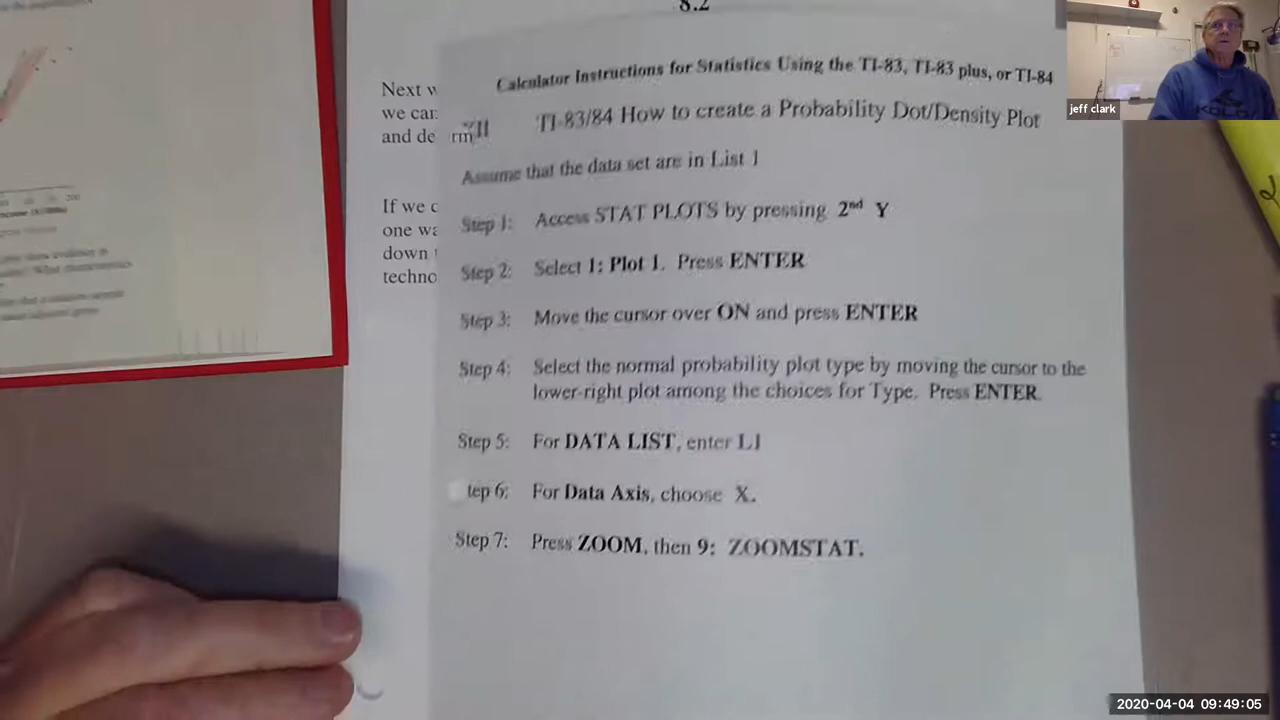 8.2
Calculator Instructions for Statistics Using the TI-83, TI-83 plus, or TI-84
XII TI-83/84 How to create a Probability Dot/Density Plot
Assume that the data set are in List 1
Step 1: Access STAT PLOTS by pressing 2nd Y
Step 2: Select 1: Plot 1. Press ENTER
Step 3: Move the cursor over ON and press ENTER
Step 4: Select the normal probability plot type by moving the cursor to the
lower-right plot among the choices for Type. Press ENTER.
Step 5: For DATA LIST, enter L1
tep 6: For Data Axis, choose X.
Step 7: Press ZOOM, then 9: ZOOMSTAT.
Next w
we can
and de rm
If we c
one wa
down t
techno
200
jeff clark
KOLO
2020-04-04 09:49:05